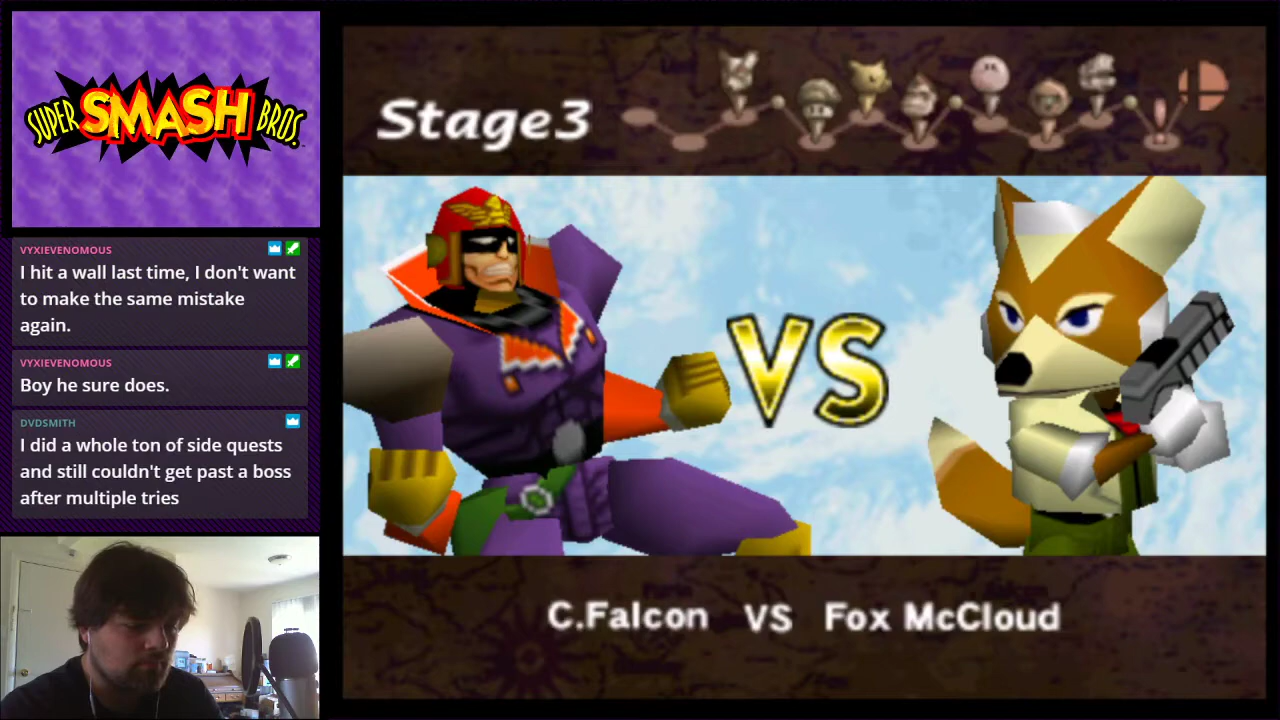 SUPER SMASH BROS.
VYXIEVENOMOUS
I hit a wall last time, I don't want
to make the same mistake
again.
VYXIEVENOMOUS
Boy he sure does.
DVDSMITH
I did a whole ton of side quests
and still couldn't get past a boss
after multiple tries
Stage3
VS
C.Falcon VS Fox McCloud